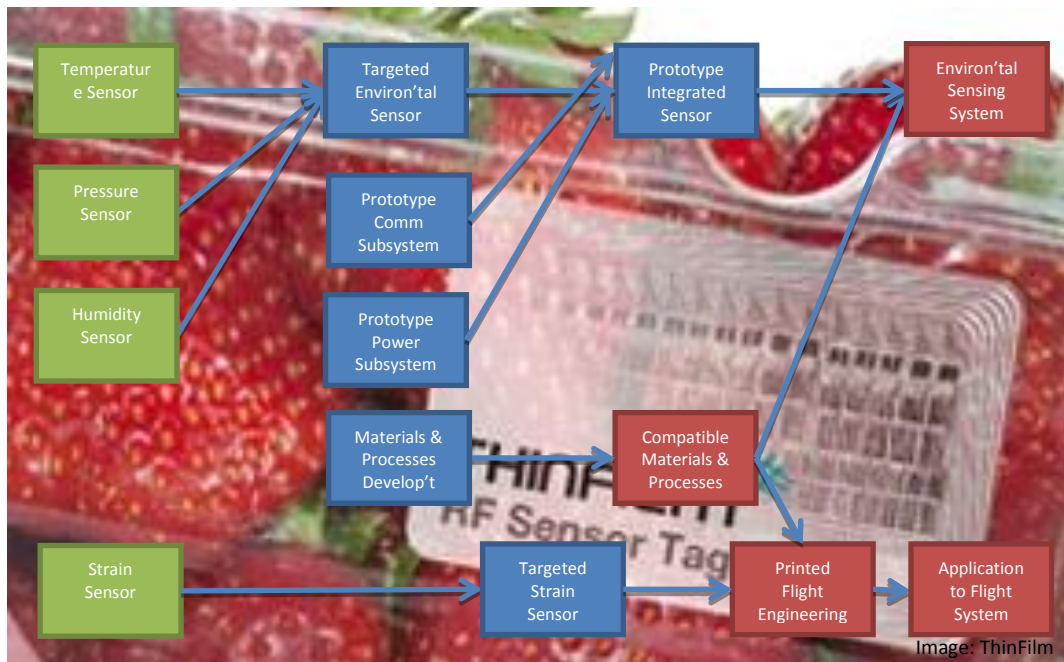 Temperatur
e Sensor
Targeted
Environ'tal
Sensor
Prototype
Integrated
Sensor
Environ'tal
Sensing
System
Pressure
Sensor
Prototype
Comm
Subsystem
Humidity
Sensor
Prototype
Power
Subsystem
Materials &
Processes
Develop't
Compatible
Materials &
Processes
THINFILM
RF Sensor Tag
Strain
Sensor
Targeted
Strain
Sensor
Printed
Flight
Engineering
Application
to Flight
System
Image: ThinFilm